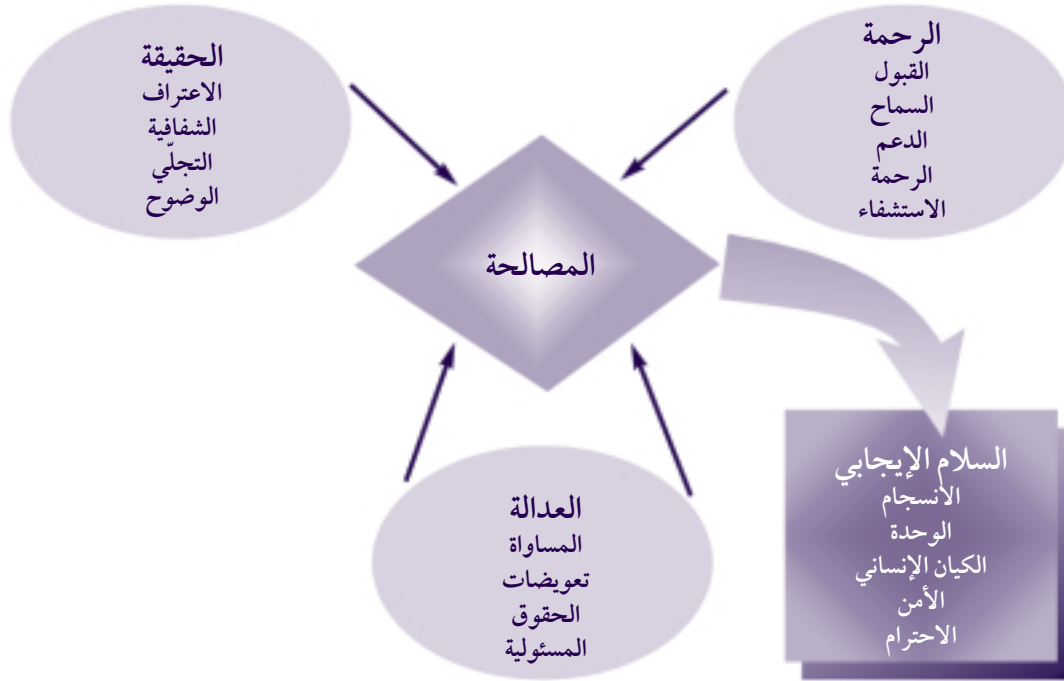 الرحمة
القبول
السماح
الدعم
الرحمة
الاستشفاء
الحقيقة
الاعتراف
الشفافية
التجلّي
الوضوح
المصالحة
العدالة
المساواة
تعويضات
الحقوق
المسئولية
السلام الإيجابي
الانسجام
الوحدة
الكيان الإنساني
الأمن
الاحترام